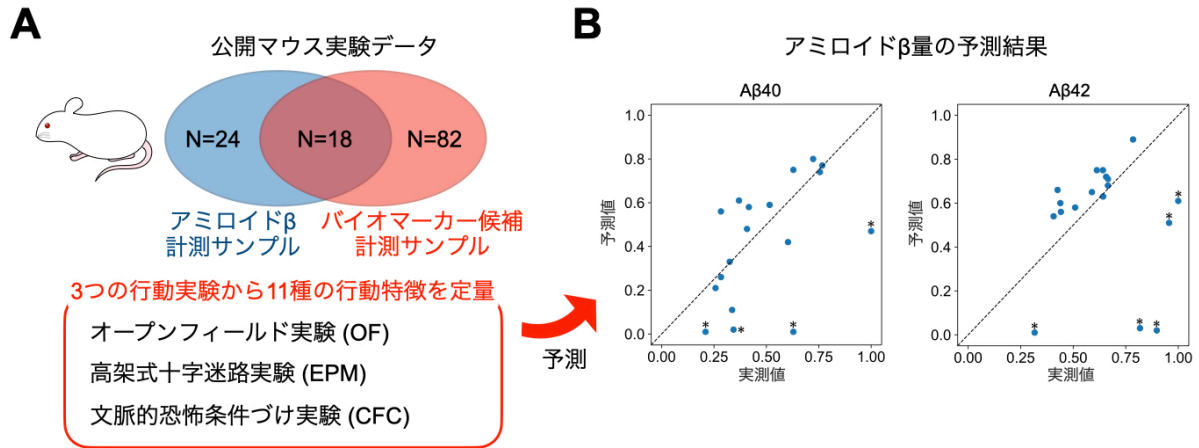 A
公開マウス実験データ
N=24
N=18
N=82
アミロイドβ
計測サンプル
バイオマーカー候補
計測サンプル
3つの行動実験から11種の行動特徴を定量
オープンフィールド実験 (OF)
高架式十字迷路実験 (EPM)
文脈的恐怖条件づけ実験 (CFC)
予測
B
アミロイドβ量の予測結果
Aβ40
予測値
1.0
0.8
0.6
0.4
0.2
0.0
*
*
*
*
0.00
0.25
0.50
0.75
1.00
実測値
Aβ42
予測値
1.0
0.8
0.6
0.4
0.2
0.0
*
*
*
*
*
0.00
0.25
0.50
0.75
1.00
実測値